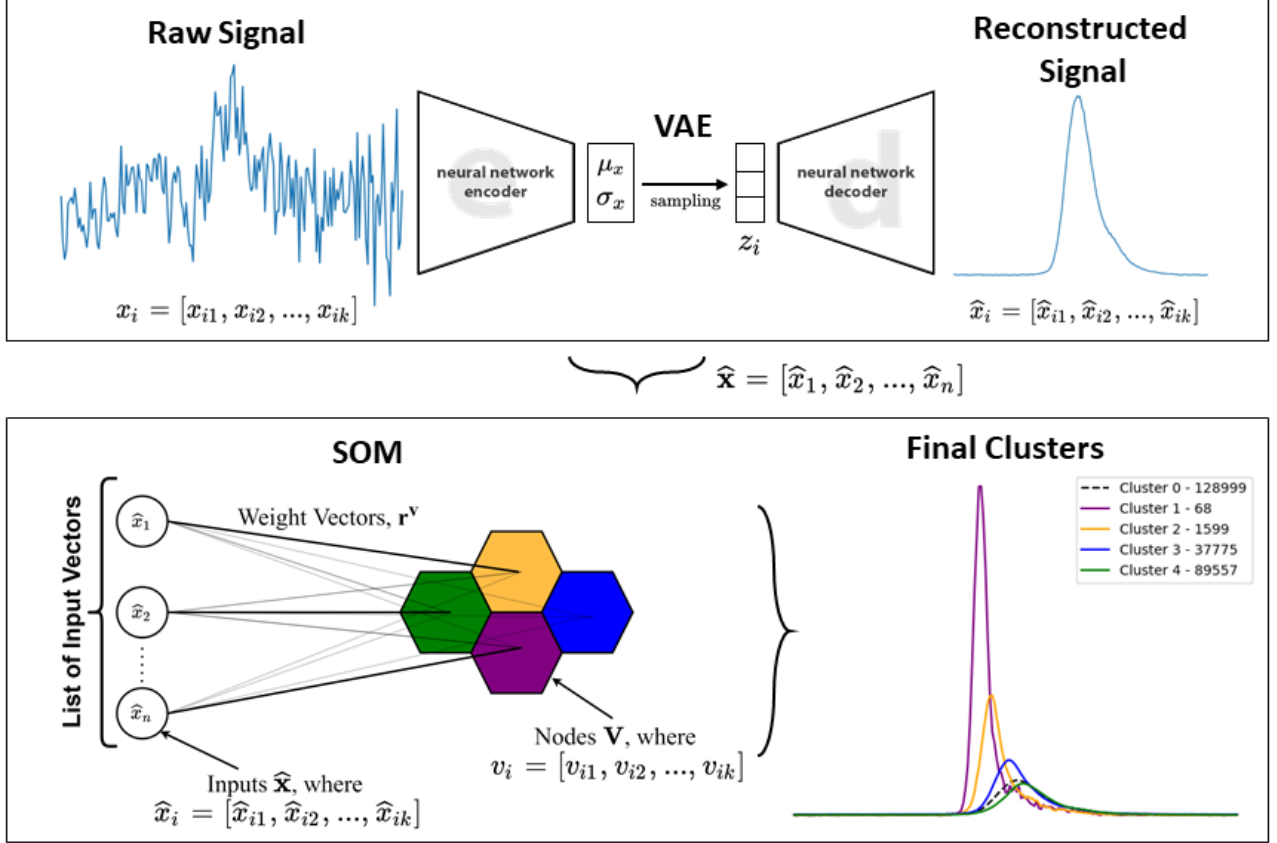 Raw Signal
Reconstructed
Signal
VAE
e
neural network
encoder
μₓ
σₓ
sampling
zᵢ
d
neural network
decoder
xᵢ = [xᵢ₁, xᵢ₂, ..., xᵢₖ]
x̂ᵢ = [x̂ᵢ₁, x̂ᵢ₂, ..., x̂ᵢₖ]
x̂ = [x̂₁, x̂₂, ..., x̂ₙ]
SOM
Final Clusters
List of Input Vectors
x̂₁
x̂₂
x̂ₙ
Weight Vectors, rᵛ
Nodes V, where
vᵢ = [vᵢ₁, vᵢ₂, ..., vᵢₖ]
Inputs x̂, where
x̂ᵢ = [x̂ᵢ₁, x̂ᵢ₂, ..., x̂ᵢₖ]
Cluster 0 - 128999
Cluster 1 - 68
Cluster 2 - 1599
Cluster 3 - 37775
Cluster 4 - 89557